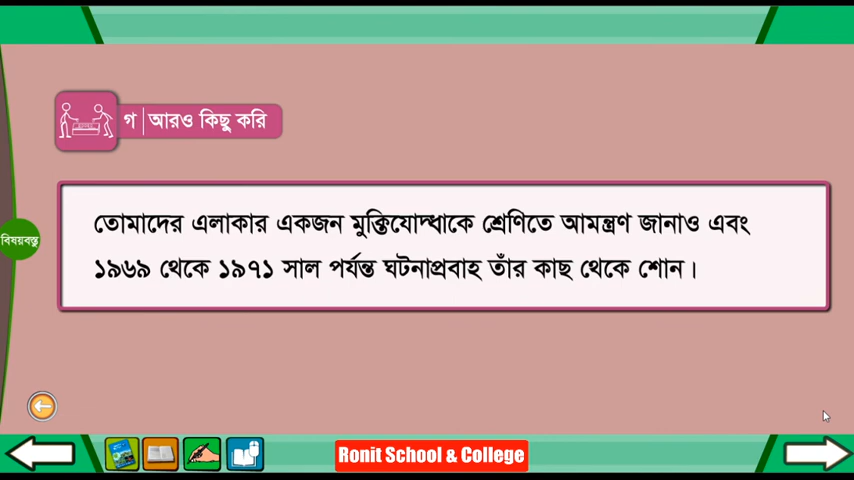 গ আরও কিছু করি
তোমাদের এলাকার একজন মুক্তিযোদ্ধাকে শ্রেণিতে আমন্ত্রণ জানাও এবং
বিষয়বস্তু
১৯৬৯ থেকে ১৯৭১ সাল পর্যন্ত ঘটনাপ্রবাহ তাঁর কাছ থেকে শোন।
Ronit School & College